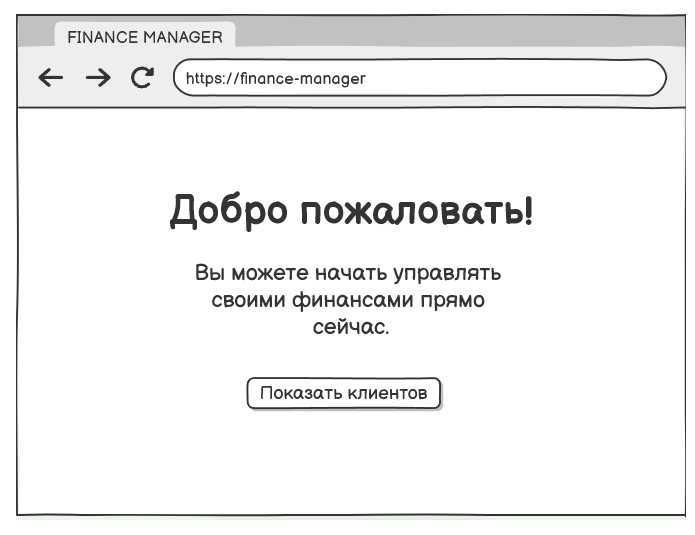 FINANCE MANAGER
https://finance-manager
Добро пожаловать!
Вы можете начать управлять
своими финансами прямо
сейчас.
Показать клиентов